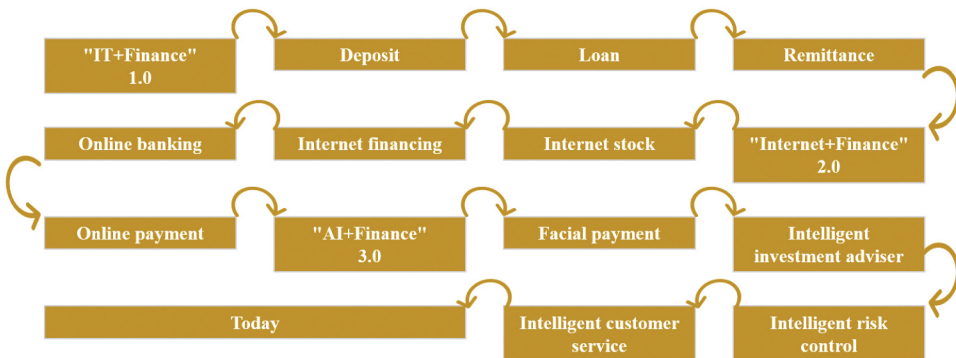 "IT+Finance"
1.0
Deposit
Loan
Remittance
"Internet+Finance"
2.0
Internet stock
Internet financing
Online banking
Online payment
"AI+Finance"
3.0
Facial payment
Intelligent
investment adviser
Intelligent risk
control
Intelligent customer
service
Today